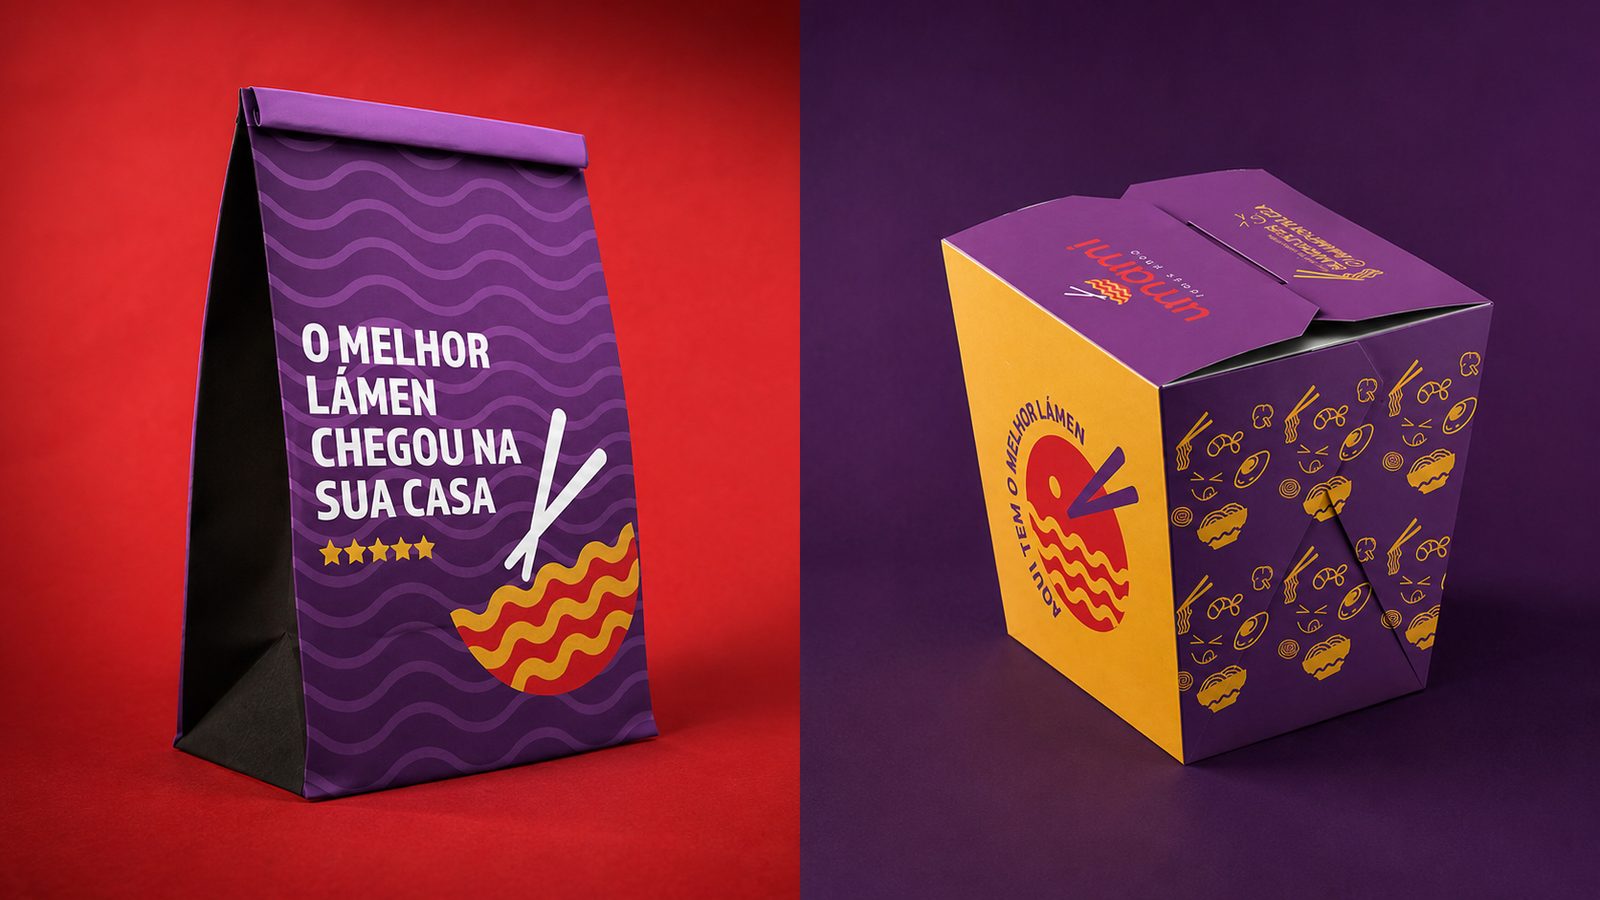 O MELHOR
LÁMEN
CHEGOU NA
SUA CASA
umami
AQUI TEM O MELHOR LÁMEN